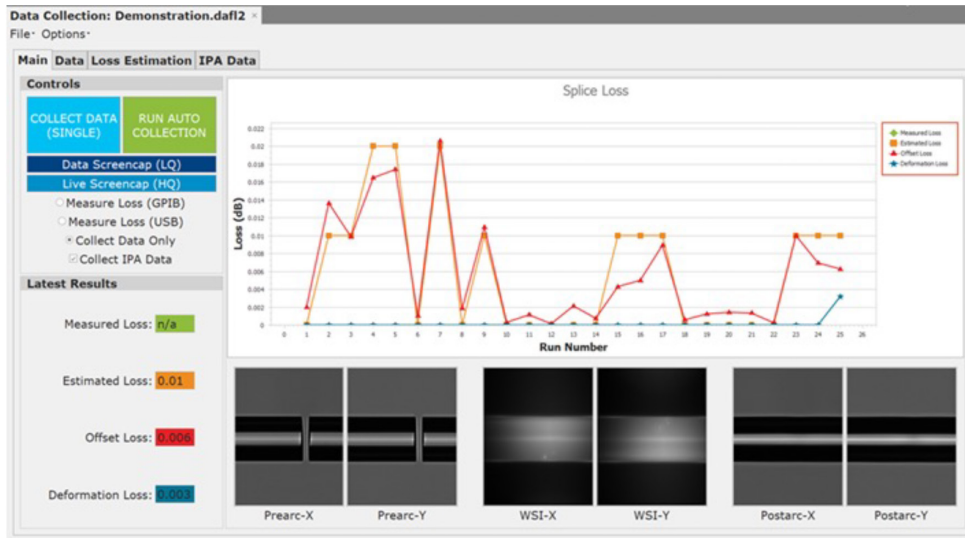 Data Collection: Demonstration.dafl2 ×
File· Options·
Main Data Loss Estimation IPA Data
Controls
COLLECT DATA (SINGLE)
RUN AUTO COLLECTION
Data Screencap (LQ)
Live Screencap (HQ)
Measure Loss (GPIB)
Measure Loss (USB)
Collect Data Only
Collect IPA Data
Latest Results
Measured Loss: n/a
Estimated Loss: 0.01
Offset Loss: 0.006
Deformation Loss: 0.003
Splice Loss
Loss (dB)
0.022
0.02
0.018
0.016
0.014
0.012
0.01
0.008
0.006
0.004
0.002
0
0 1 2 3 4 5 6 7 8 9 10 11 12 13 14 15 16 17 18 19 20 21 22 23 24 25 26
Run Number
Measured Loss
Estimated Loss
Offset Loss
Deformation Loss
Prearc-X Prearc-Y WSI-X WSI-Y Postarc-X Postarc-Y